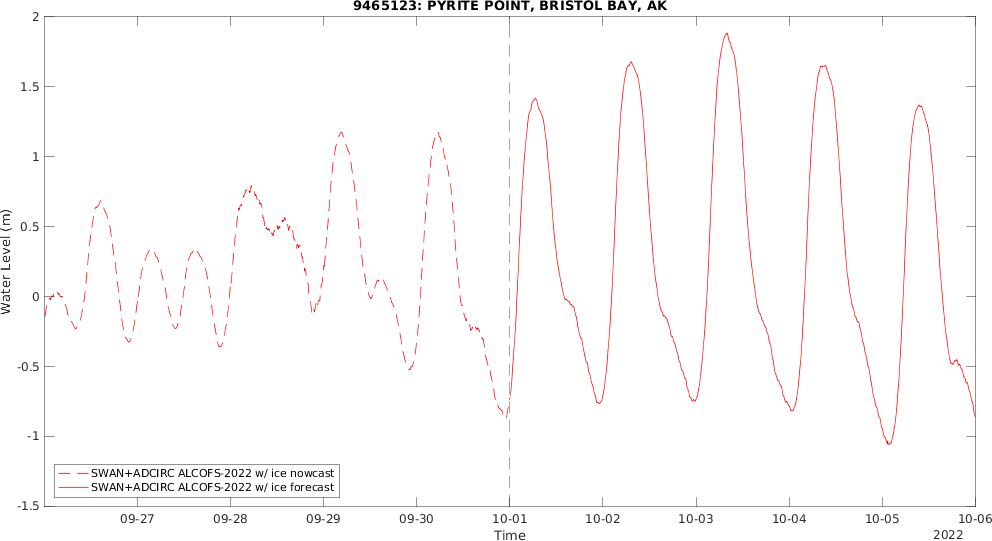 9465123: PYRITE POINT, BRISTOL BAY, AK
Water Level (m)
2
1.5
1
0.5
0
-0.5
-1
-1.5
SWAN+ADCIRC ALCOFS-2022 w/ ice nowcast
SWAN+ADCIRC ALCOFS-2022 w/ ice forecast
09-27 09-28 09-29 09-30 10-01 10-02 10-03 10-04 10-05 10-06
Time
2022